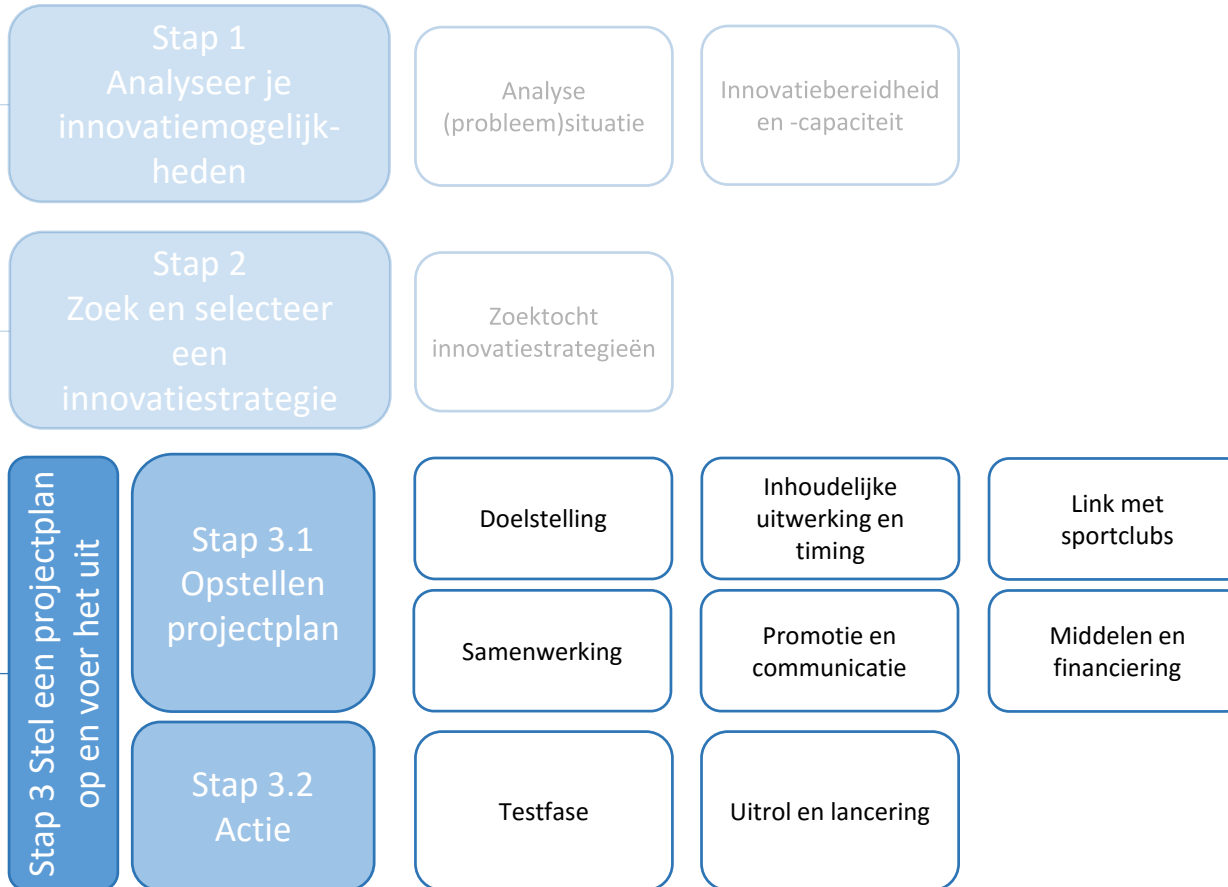 Stap 1
Analyseer je
innovatiemogelijk-
heden
Analyse
(probleem)situatie
Innovatiebereidheid
en -capaciteit
Stap 2
Zoek en selecteer
een
innovatiestrategie
Zoektocht
innovatiestrategieën
Stap 3 Stel een projectplan
op en voer het uit
Stap 3.1
Opstellen
projectplan
Doelstelling
Inhoudelijke
uitwerking en
timing
Link met
sportclubs
Samenwerking
Promotie en
communicatie
Middelen en
financiering
Stap 3.2
Actie
Testfase
Uitrol en lancering